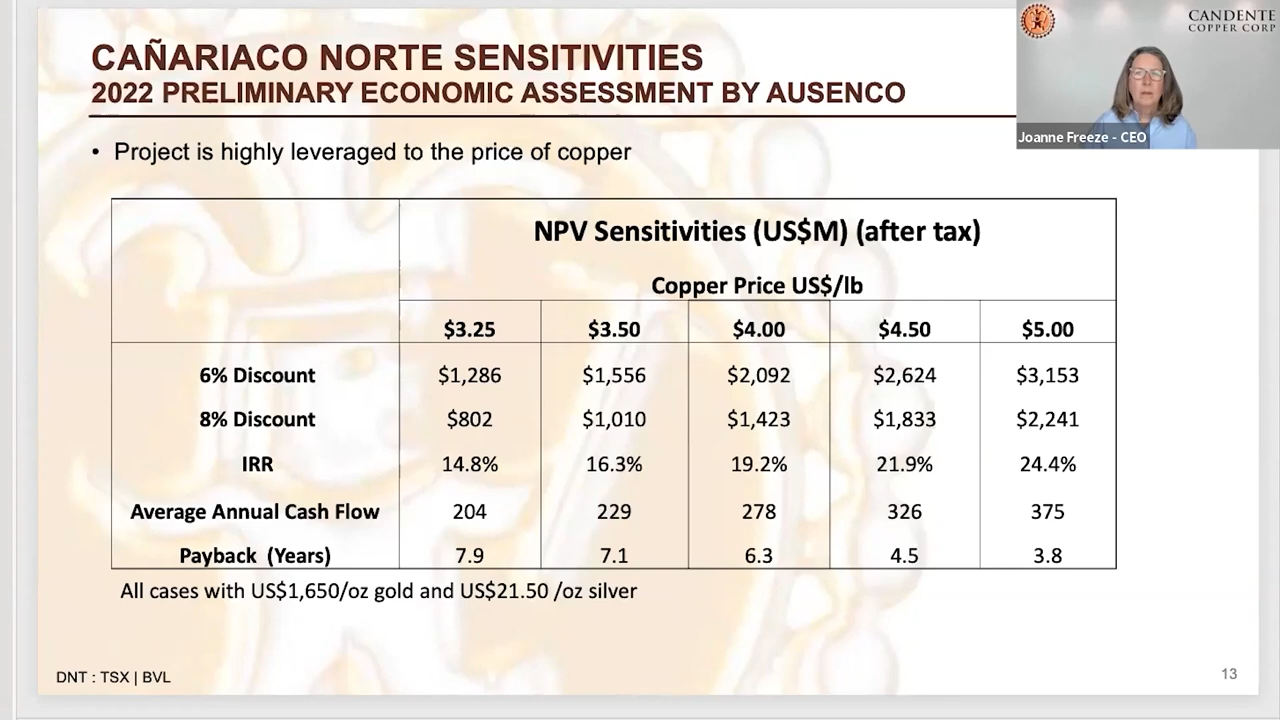 CAÑARIACO NORTE SENSITIVITIES
2022 PRELIMINARY ECONOMIC ASSESSMENT BY AUSENCO
CANDENTE
COPPER CORP
Joanne Freeze - CEO
• Project is highly leveraged to the price of copper
NPV Sensitivities (US$M) (after tax)
Copper Price US$/lb
$3.25 $3.50 $4.00 $4.50 $5.00
6% Discount $1,286 $1,556 $2,092 $2,624 $3,153
8% Discount $802 $1,010 $1,423 $1,833 $2,241
IRR 14.8% 16.3% 19.2% 21.9% 24.4%
Average Annual Cash Flow 204 229 278 326 375
Payback (Years) 7.9 7.1 6.3 4.5 3.8
All cases with US$1,650/oz gold and US$21.50 /oz silver
DNT : TSX | BVL
13